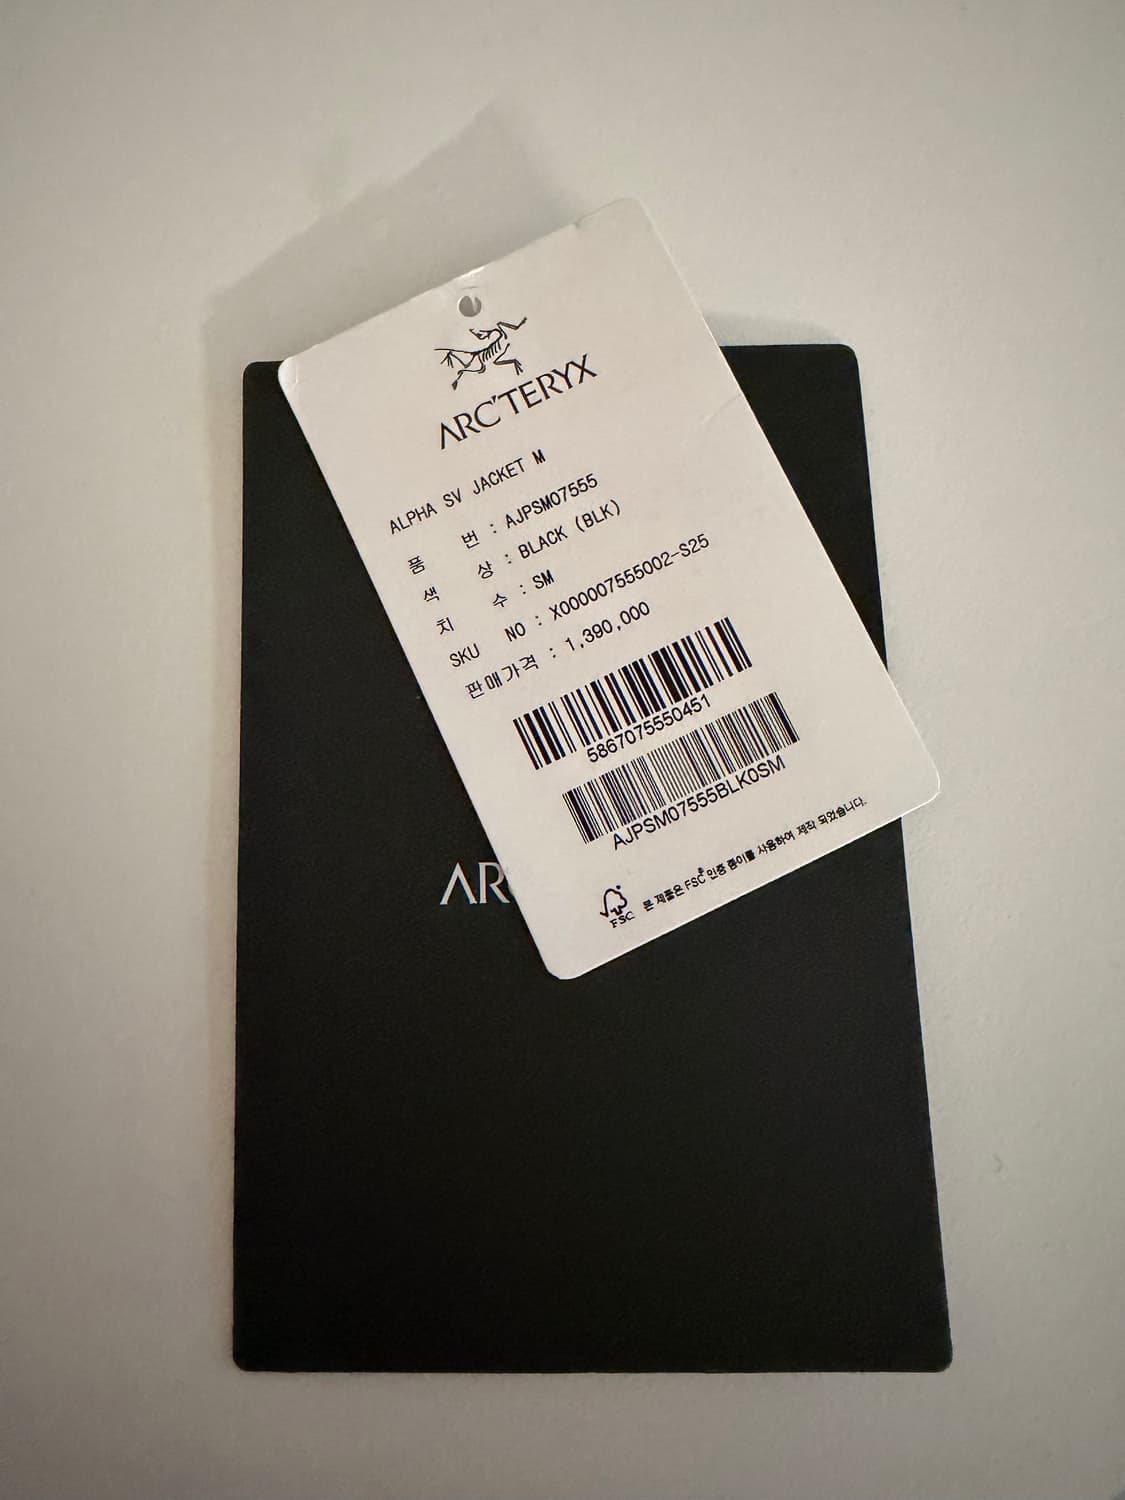 ARC'TERYX
ALPHA SV JACKET M
품 번 : AJPSM07555
색 상 : BLACK (BLK)
치 수 : SM
SKU NO : X000007555002-S25
판매가격 : 1,390,000
5867075550451
AJPSM07555BLK0SM
FSC 본 제품은 FSC® 인증 종이를 사용하여 제작 되었습니다.
AR